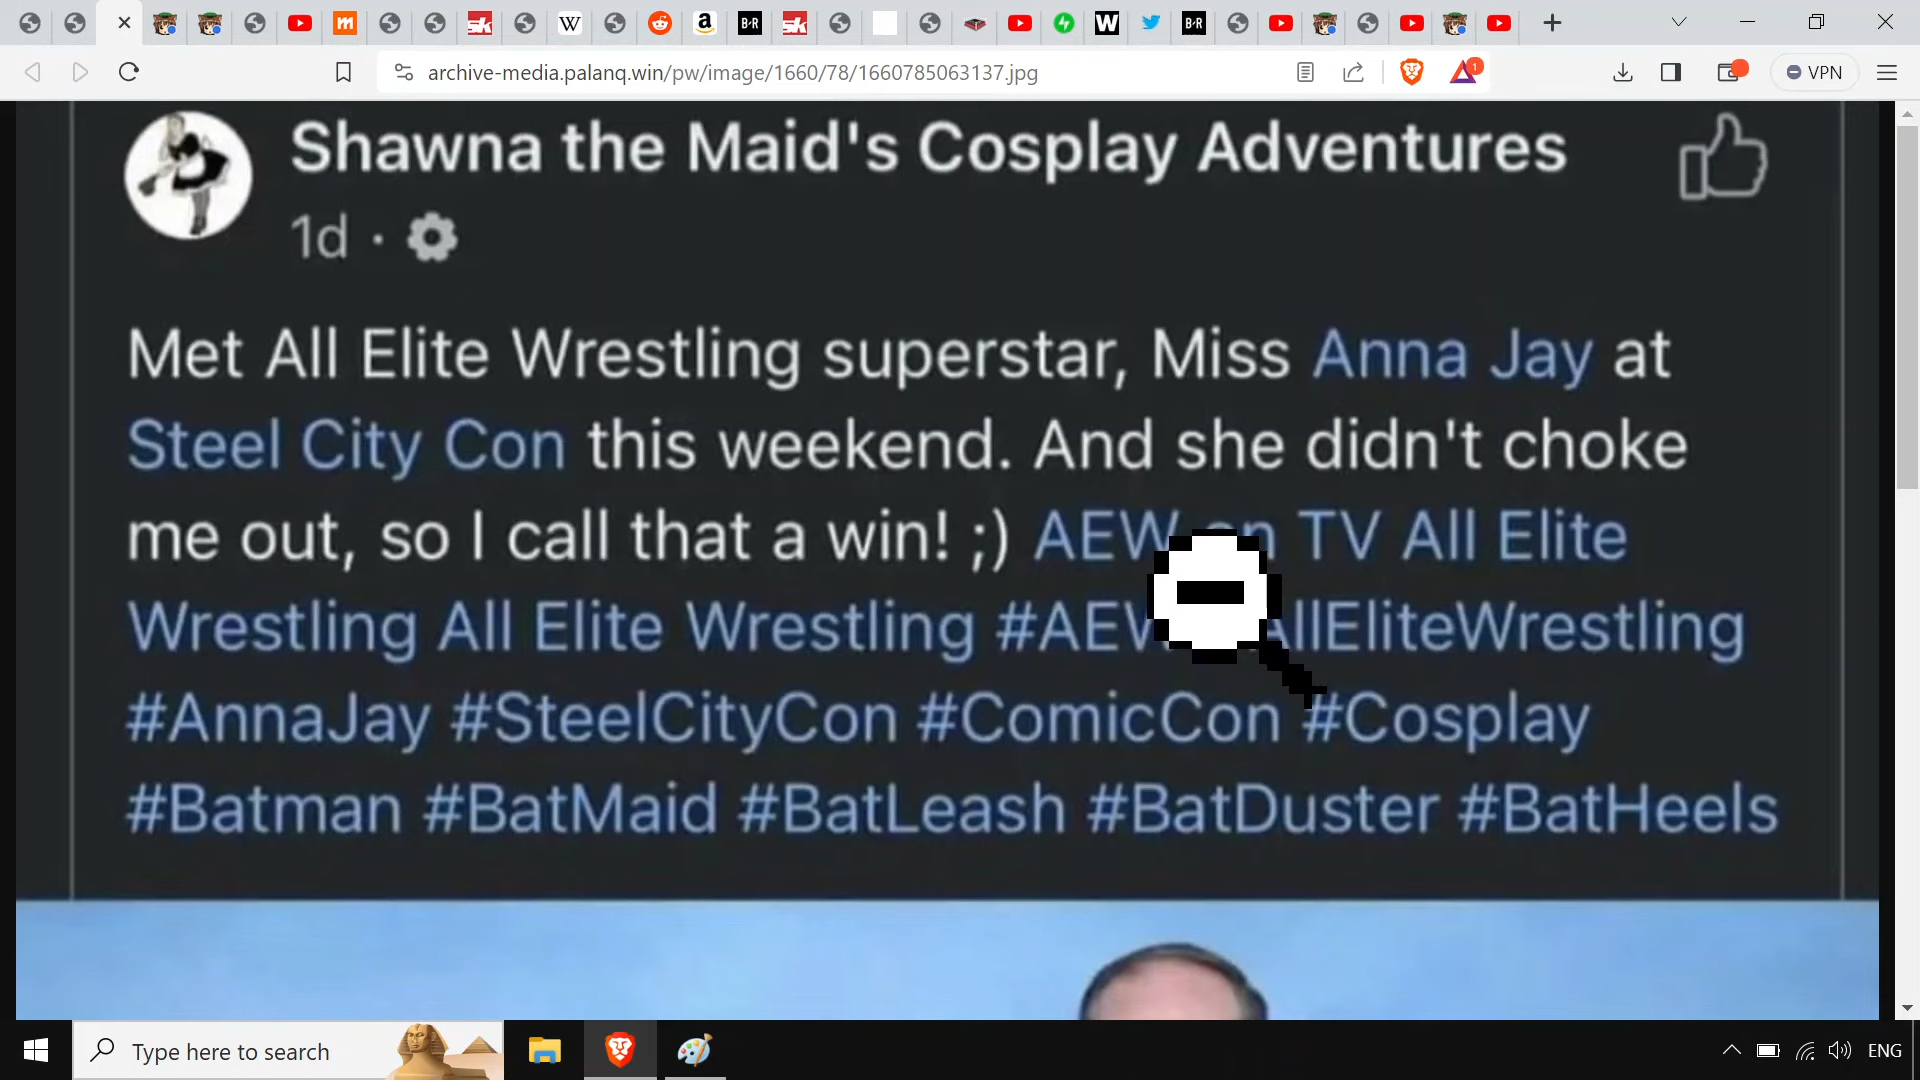 archive-media.palanq.win/pw/image/1660/78/1660785063137.jpg
1
VPN
Shawna the Maid's Cosplay Adventures
1d ·
Met All Elite Wrestling superstar, Miss Anna Jay at
Steel City Con this weekend. And she didn't choke
me out, so I call that a win! ;) AEW on TV All Elite
Wrestling All Elite Wrestling #AEW #AllEliteWrestling
#AnnaJay #SteelCityCon #ComicCon #Cosplay
#Batman #BatMaid #BatLeash #BatDuster #BatHeels
Type here to search
ENG